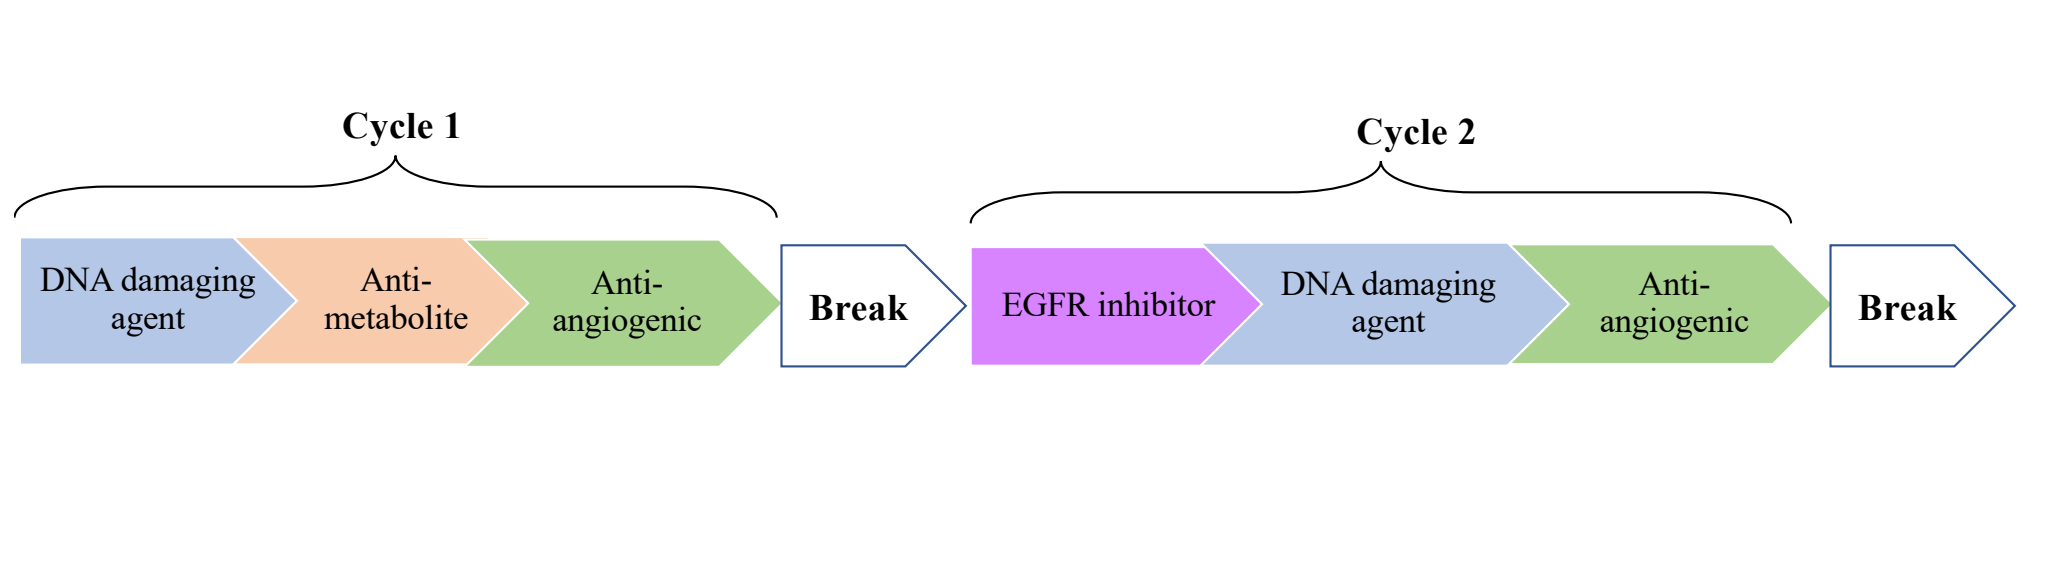 Cycle 1
Cycle 2
DNA damaging
agent
Anti-
metabolite
Anti-
angiogenic
Break
EGFR inhibitor
DNA damaging
agent
Anti-
angiogenic
Break